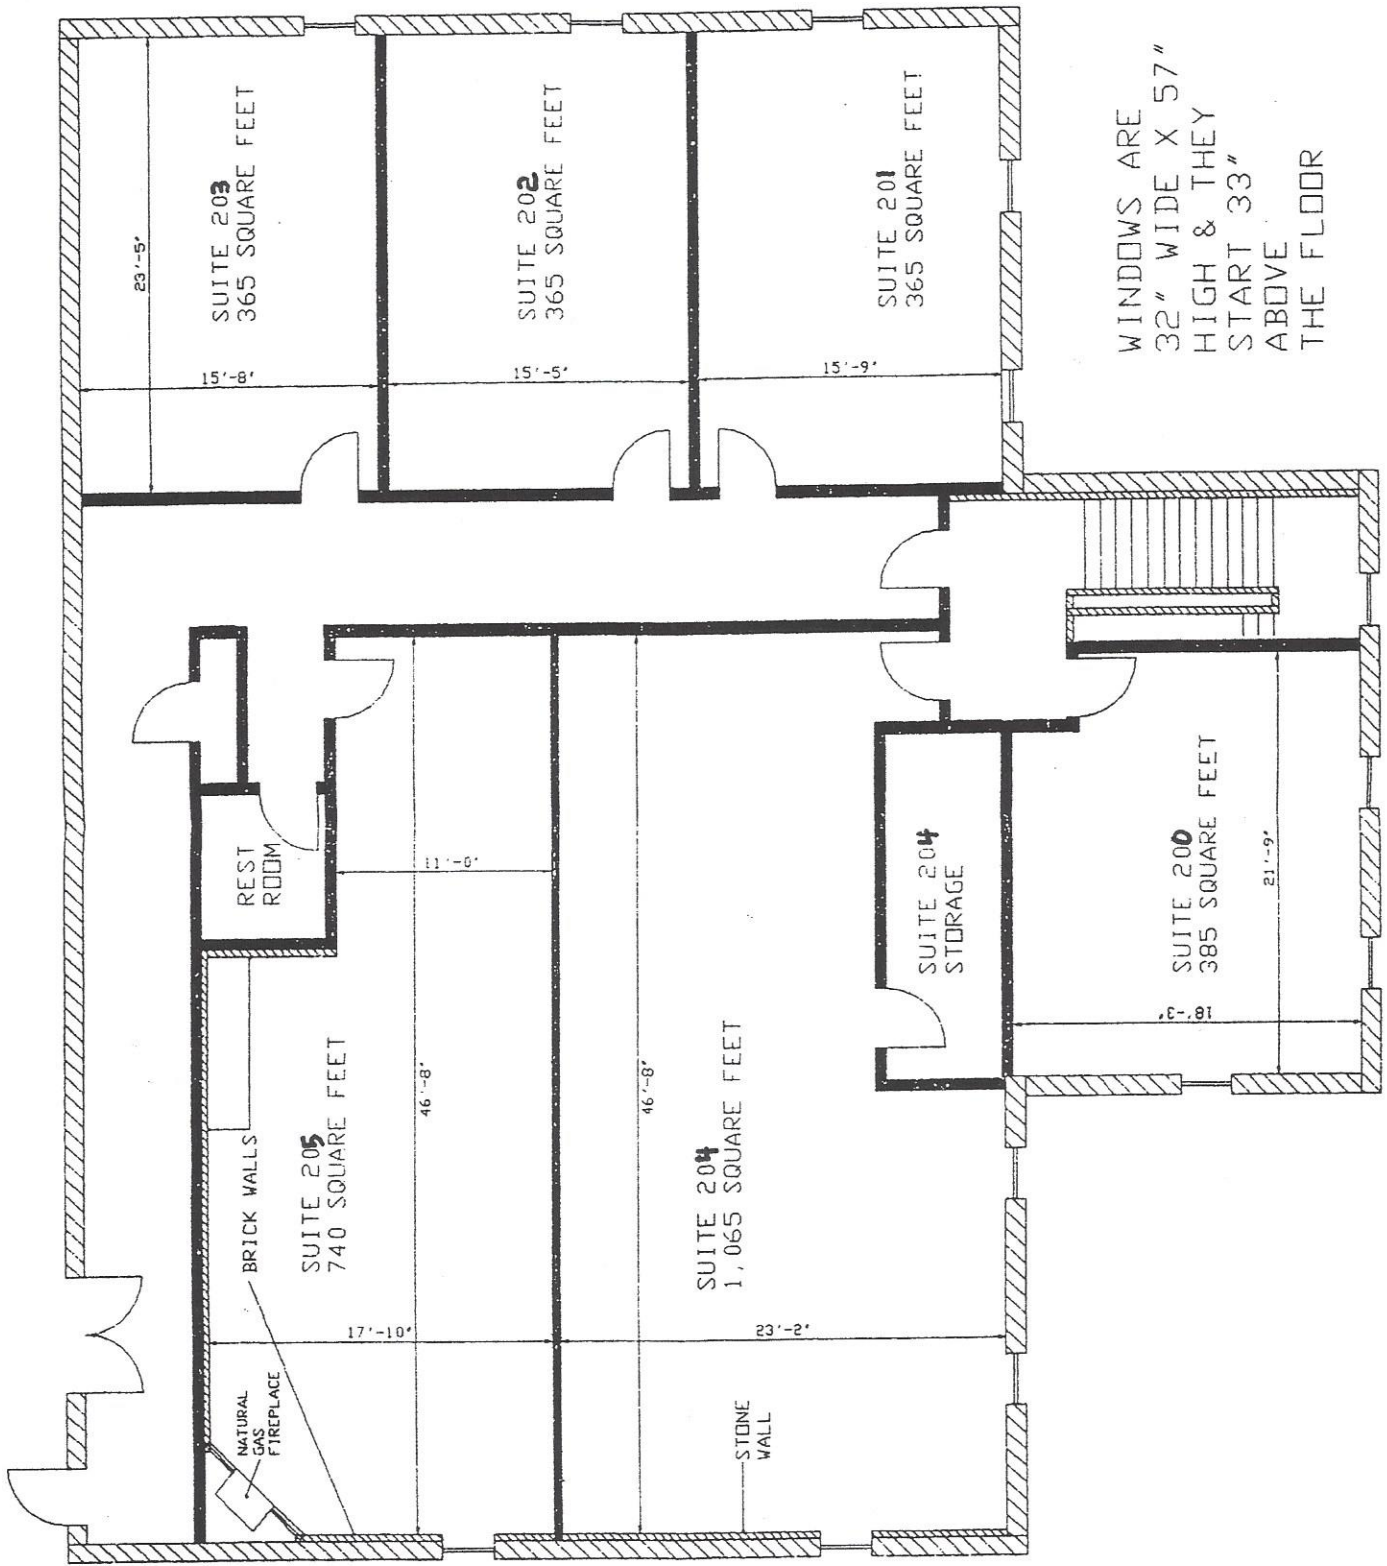 SUITE 203
365 SQUARE FEET
23'-5"
15'-8"
SUITE 202
365 SQUARE FEET
15'-5"
SUITE 201
365 SQUARE FEET
15'-9"
WINDOWS ARE
32" WIDE X 57"
HIGH & THEY
START 33"
ABOVE
THE FLOOR
REST
ROOM
11'-0"
46'-8"
SUITE 205
740 SQUARE FEET
BRICK WALLS
17'-10"
NATURAL
GAS
FIREPLACE
46'-8"
SUITE 204
1,065 SQUARE FEET
23'-2"
STONE
WALL
SUITE 204
STORAGE
SUITE 200
385 SQUARE FEET
21'-9"
18'-3"